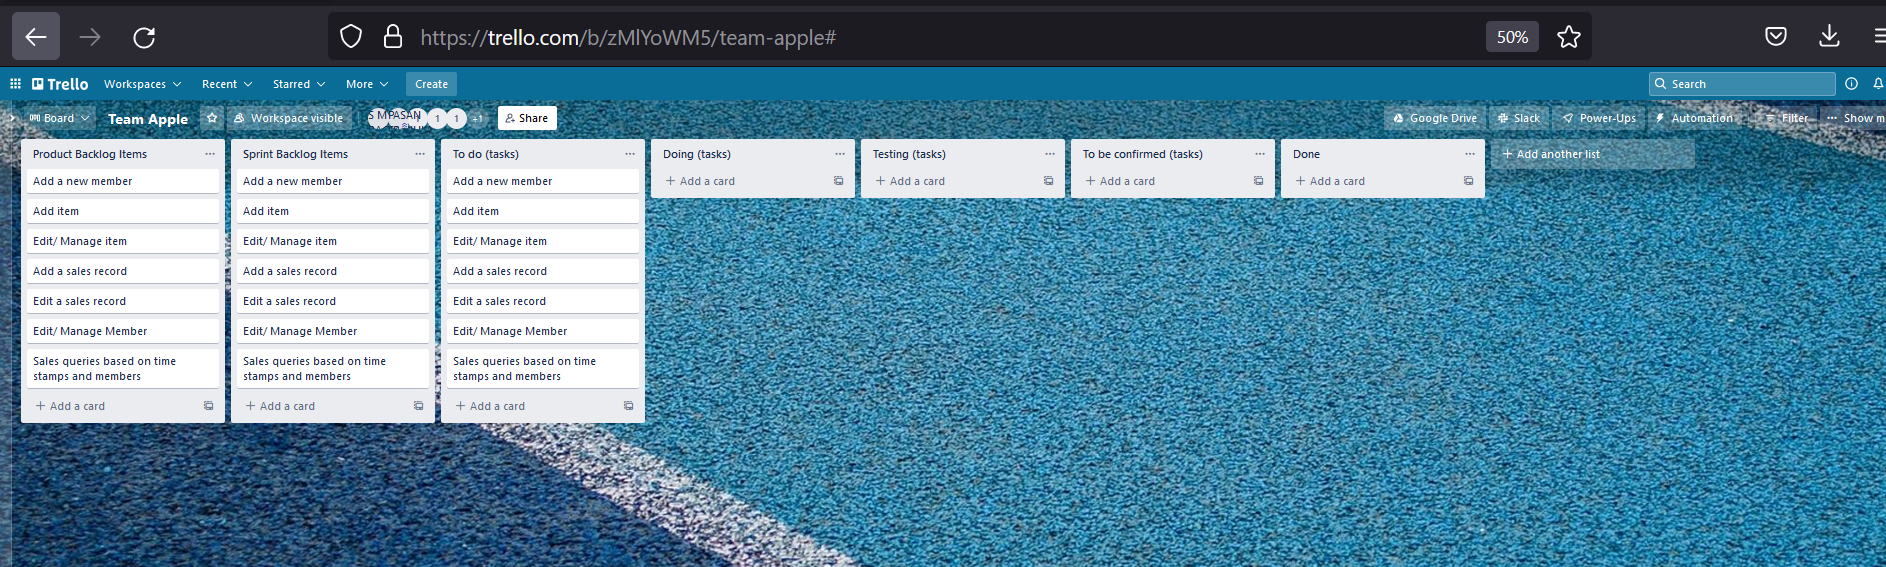 https://trello.com/b/zMlYoWM5/team-apple#
50%
Trello
Workspaces
Recent
Starred
More
Create
Search
Board
Team Apple
Workspace visible
1
1
+1
Share
Google Drive
Slack
Power-Ups
Automation
Filter
Show m
Product Backlog Items
Add a new member
Add item
Edit/ Manage item
Add a sales record
Edit a sales record
Edit/ Manage Member
Sales queries based on time
stamps and members
+ Add a card
Sprint Backlog Items
Add a new member
Add item
Edit/ Manage item
Add a sales record
Edit a sales record
Edit/ Manage Member
Sales queries based on time
stamps and members
+ Add a card
To do (tasks)
Add a new member
Add item
Edit/ Manage item
Add a sales record
Edit a sales record
Edit/ Manage Member
Sales queries based on time
stamps and members
+ Add a card
Doing (tasks)
+ Add a card
Testing (tasks)
+ Add a card
To be confirmed (tasks)
+ Add a card
Done
+ Add a card
+ Add another list